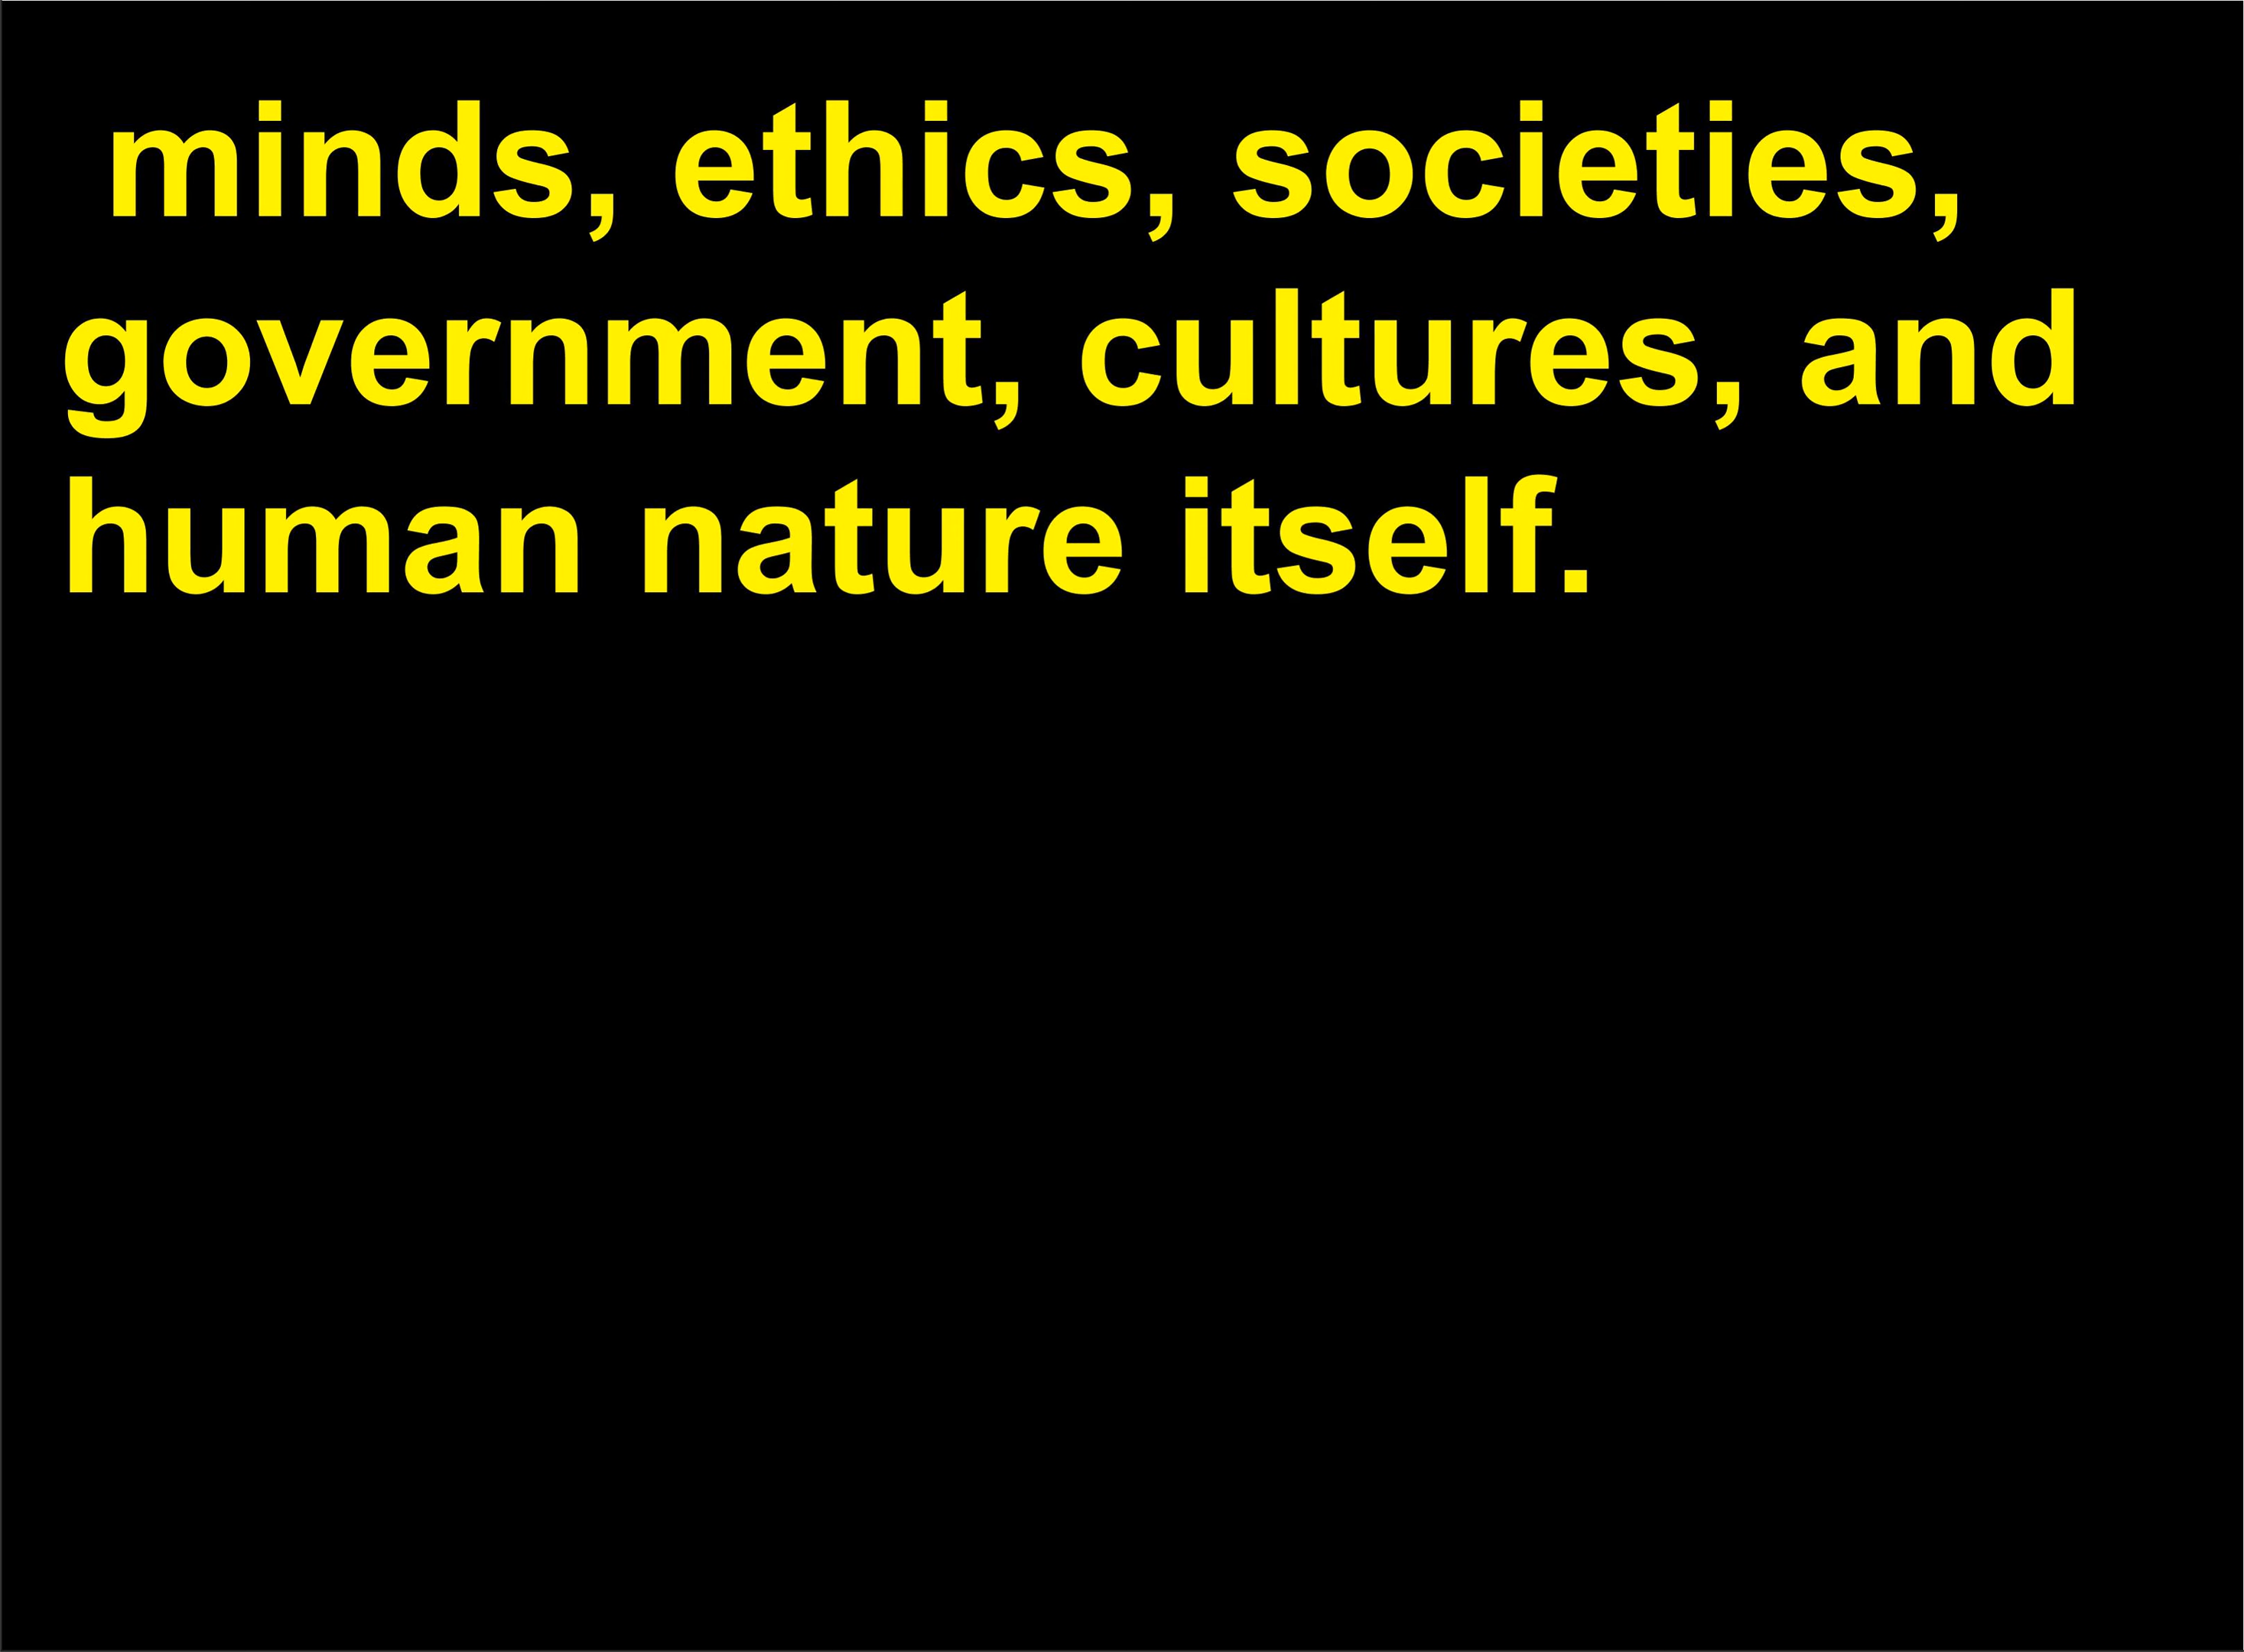 minds, ethics, societies,
government, cultures, and
human nature itself.